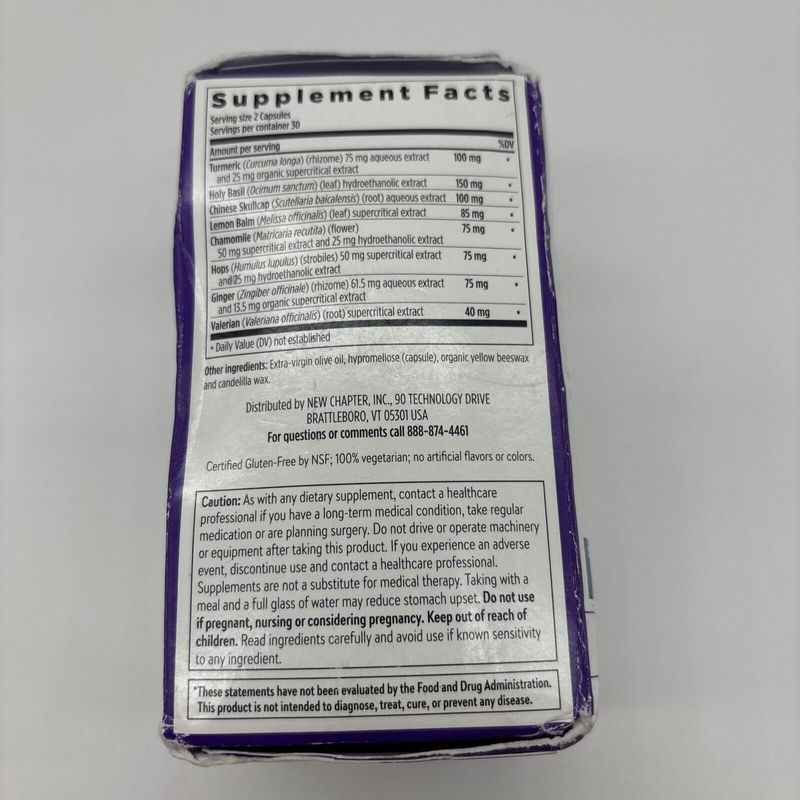 Supplement Facts
Serving size 2 Capsules
Servings per container 30
Amount per serving %DV
Turmeric (Curcuma longa) (rhizome) 75 mg aqueous extract 100 mg •
and 25 mg organic supercritical extract
Holy Basil (Ocimum sanctum) (leaf) hydroethanolic extract 150 mg •
Chinese Skullcap (Scutellaria baicalensis) (root) aqueous extract 100 mg •
Lemon Balm (Melissa officinalis) (leaf) supercritical extract 85 mg •
Chamomile (Matricaria recutita) (flower) 75 mg •
50 mg supercritical extract and 25 mg hydroethanolic extract
Hops (Humulus lupulus) (strobiles) 50 mg supercritical extract 75 mg •
and 25 mg hydroethanolic extract
Ginger (Zingiber officinale) (rhizome) 61.5 mg aqueous extract 75 mg •
and 13.5 mg organic supercritical extract
Valerian (Valeriana officinalis) (root) supercritical extract 40 mg •
• Daily Value (DV) not established
Other ingredients: Extra-virgin olive oil, hypromellose (capsule), organic yellow beeswax
and candelilla wax.
Distributed by NEW CHAPTER, INC., 90 TECHNOLOGY DRIVE
BRATTLEBORO, VT 05301 USA
For questions or comments call 888-874-4461
Certified Gluten-Free by NSF; 100% vegetarian; no artificial flavors or colors.
Caution: As with any dietary supplement, contact a healthcare
professional if you have a long-term medical condition, take regular
medication or are planning surgery. Do not drive or operate machinery
or equipment after taking this product. If you experience an adverse
event, discontinue use and contact a healthcare professional.
Supplements are not a substitute for medical therapy. Taking with a
meal and a full glass of water may reduce stomach upset. Do not use
if pregnant, nursing or considering pregnancy. Keep out of reach of
children. Read ingredients carefully and avoid use if known sensitivity
to any ingredient.
*These statements have not been evaluated by the Food and Drug Administration.
This product is not intended to diagnose, treat, cure, or prevent any disease.